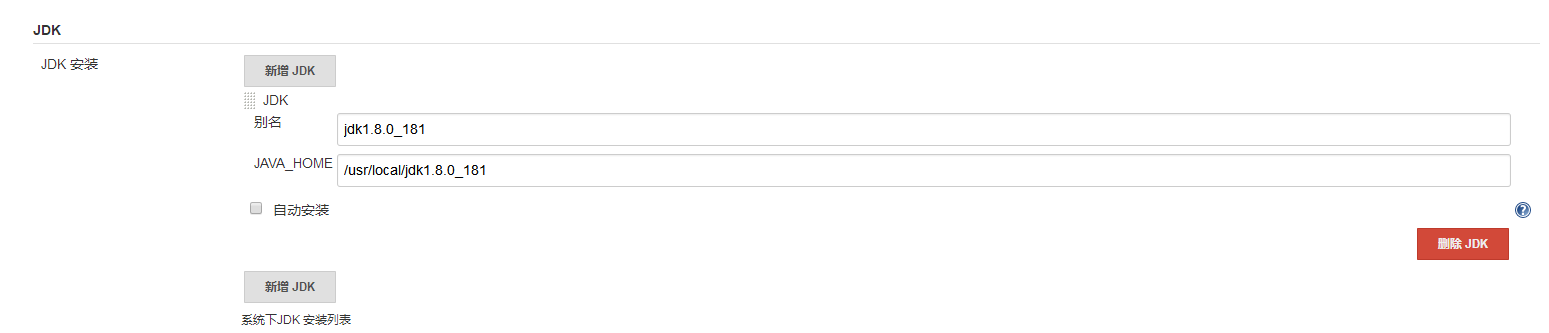 JDK
JDK 安装
新增 JDK
JDK
别名
jdk1.8.0_181
JAVA_HOME
/usr/local/jdk1.8.0_181
自动安装
?
删除 JDK
新增 JDK
系统下JDK 安装列表